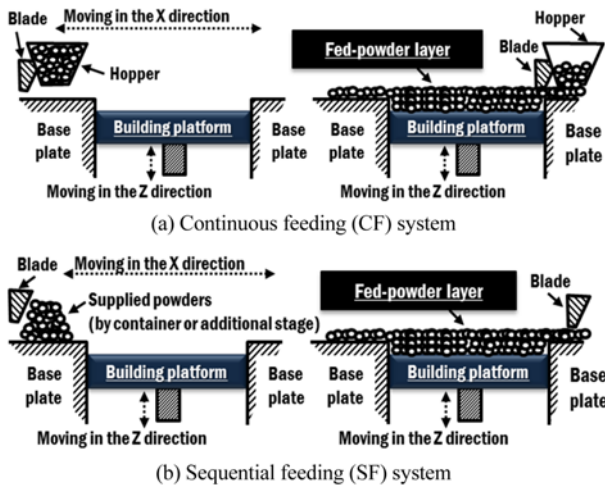 Blade
Moving in the X direction
Hopper
Base
plate
Building platform
Base
plate
Moving in the Z direction
Hopper
Fed-powder layer
Blade
Base
plate
Building platform
Base
plate
Moving in the Z direction
(a) Continuous feeding (CF) system
Blade
Moving in the X direction
Supplied powders
(by container or additional stage)
Base
plate
Building platform
Base
plate
Moving in the Z direction
Blade
Fed-powder layer
Base
plate
Building platform
Base
plate
Moving in the Z direction
(b) Sequential feeding (SF) system